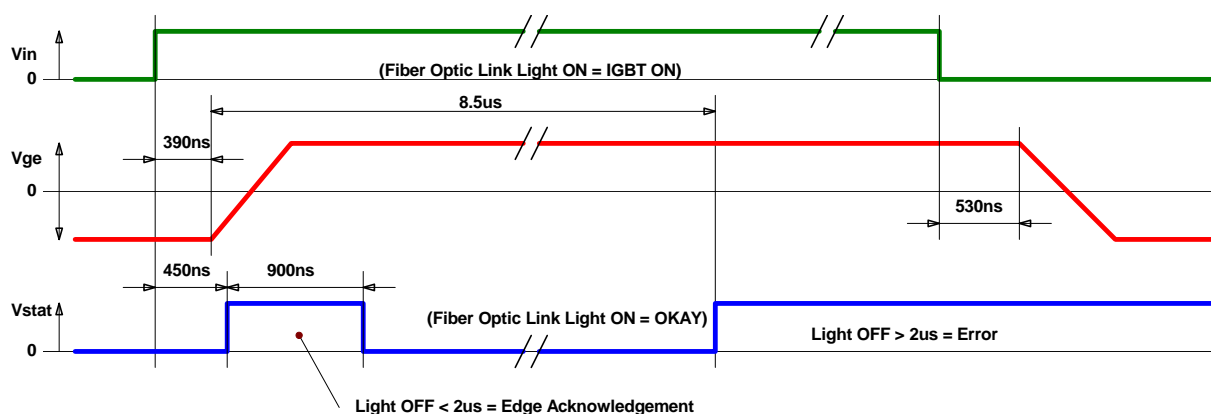 Vin
0
(Fiber Optic Link Light ON = IGBT ON)
8.5us
390ns
Vge
0
530ns
450ns
900ns
Vstat
(Fiber Optic Link Light ON = OKAY)
0
Light OFF > 2us = Error
Light OFF < 2us = Edge Acknowledgement